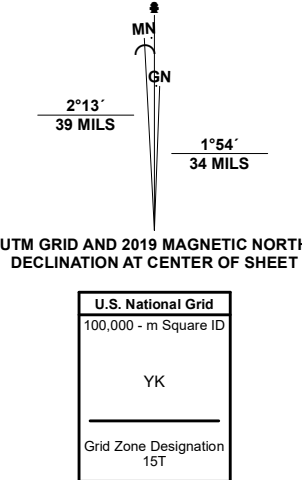 MN
GN
2°13´
39 MILS
1°54´
34 MILS
UTM GRID AND 2019 MAGNETIC NORTH
DECLINATION AT CENTER OF SHEET
U.S. National Grid
100,000 - m Square ID
YK
Grid Zone Designation
15T